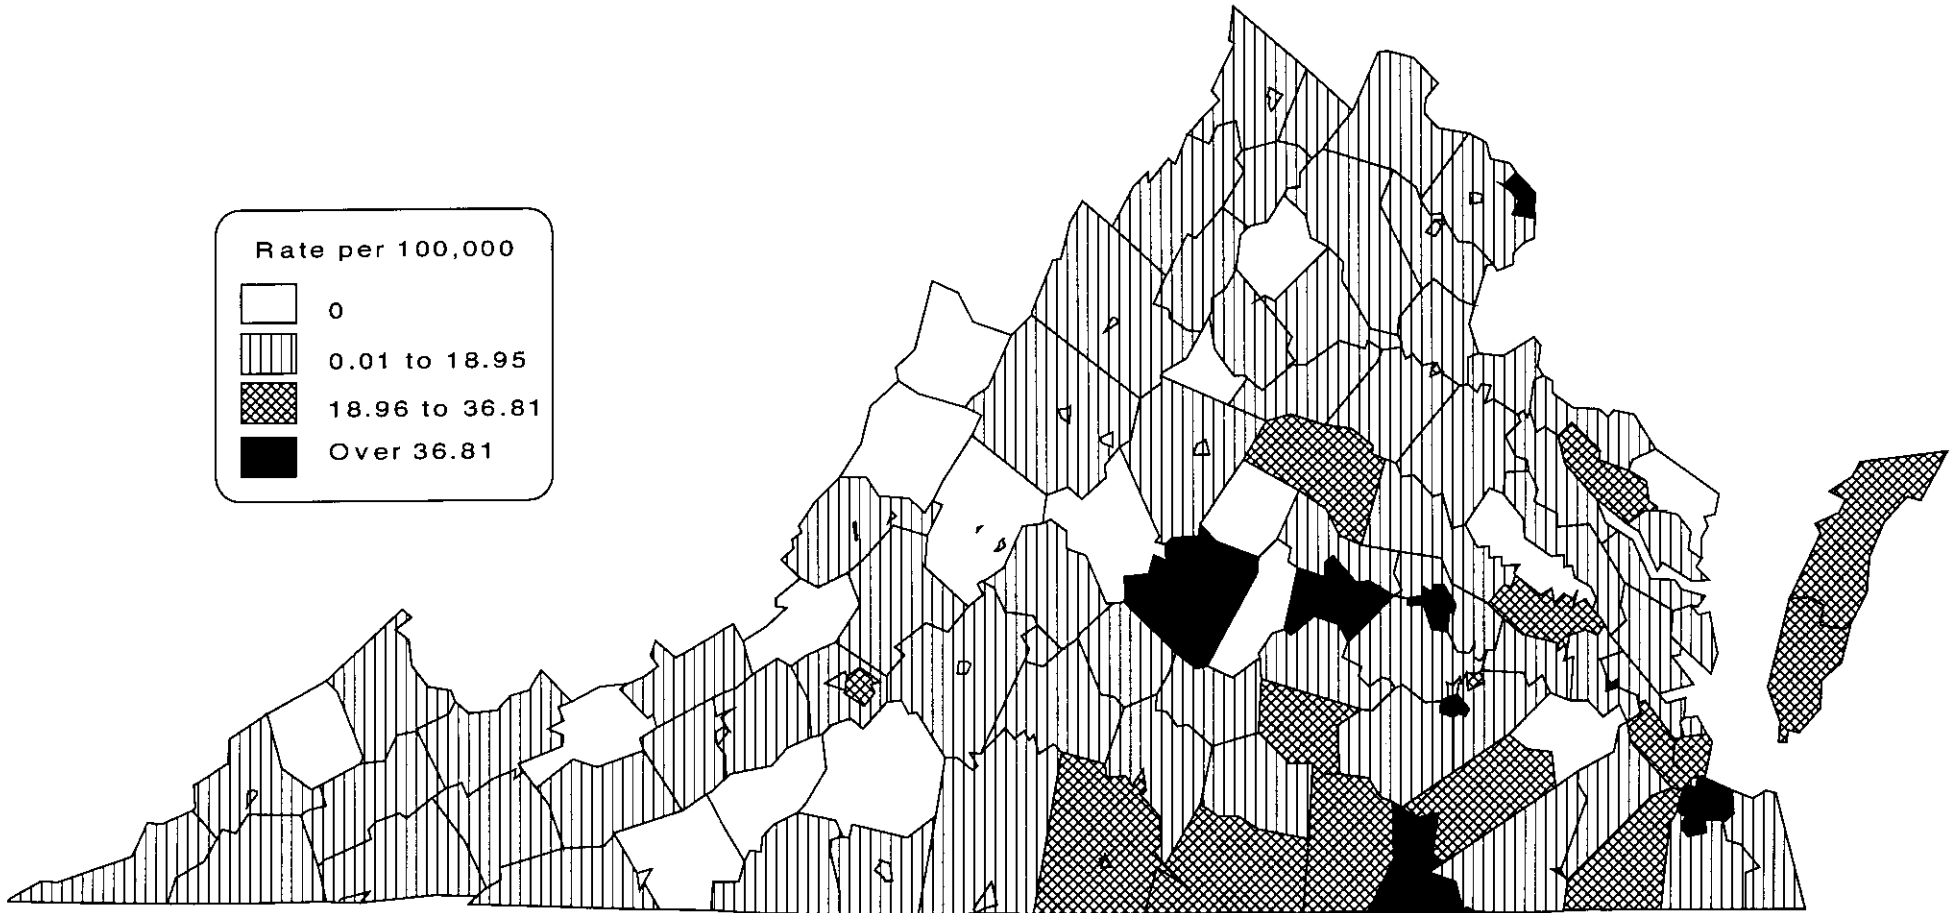 Rate per 100,000
0
0.01 to 18.95
18.96 to 36.81
Over 36.81